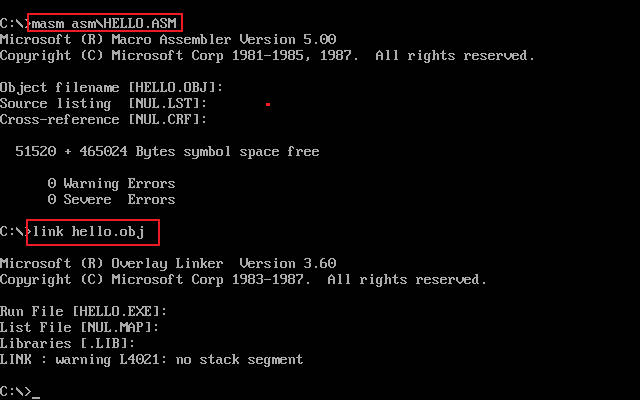 C:\>masm asm\HELLO.ASM
Microsoft (R) Macro Assembler Version 5.00
Copyright (C) Microsoft Corp 1981-1985, 1987.  All rights reserved.
Object filename [HELLO.OBJ]:
Source listing  [NUL.LST]:
Cross-reference [NUL.CRF]:
51520 + 465024 Bytes symbol space free
0 Warning Errors
0 Severe  Errors
C:\>link hello.obj
Microsoft (R) Overlay Linker  Version 3.60
Copyright (C) Microsoft Corp 1983-1987.  All rights reserved.
Run File [HELLO.EXE]:
List File [NUL.MAP]:
Libraries [.LIB]:
LINK : warning L4021: no stack segment
C:\>_